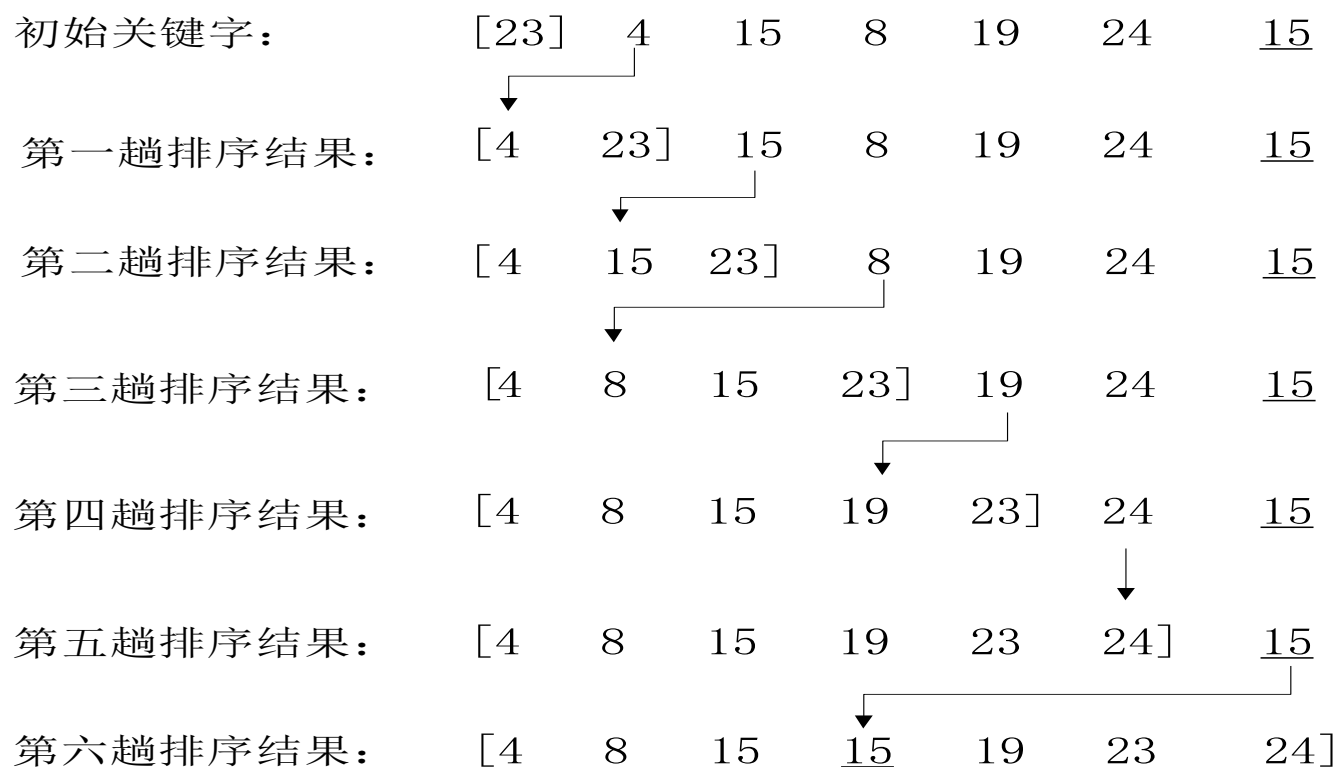 初始关键字： [23] 4 15 8 19 24 15
第一趟排序结果： [4 23] 15 8 19 24 15
第二趟排序结果： [4 15 23] 8 19 24 15
第三趟排序结果： [4 8 15 23] 19 24 15
第四趟排序结果： [4 8 15 19 23] 24 15
第五趟排序结果： [4 8 15 19 23 24] 15
第六趟排序结果： [4 8 15 15 19 23 24]